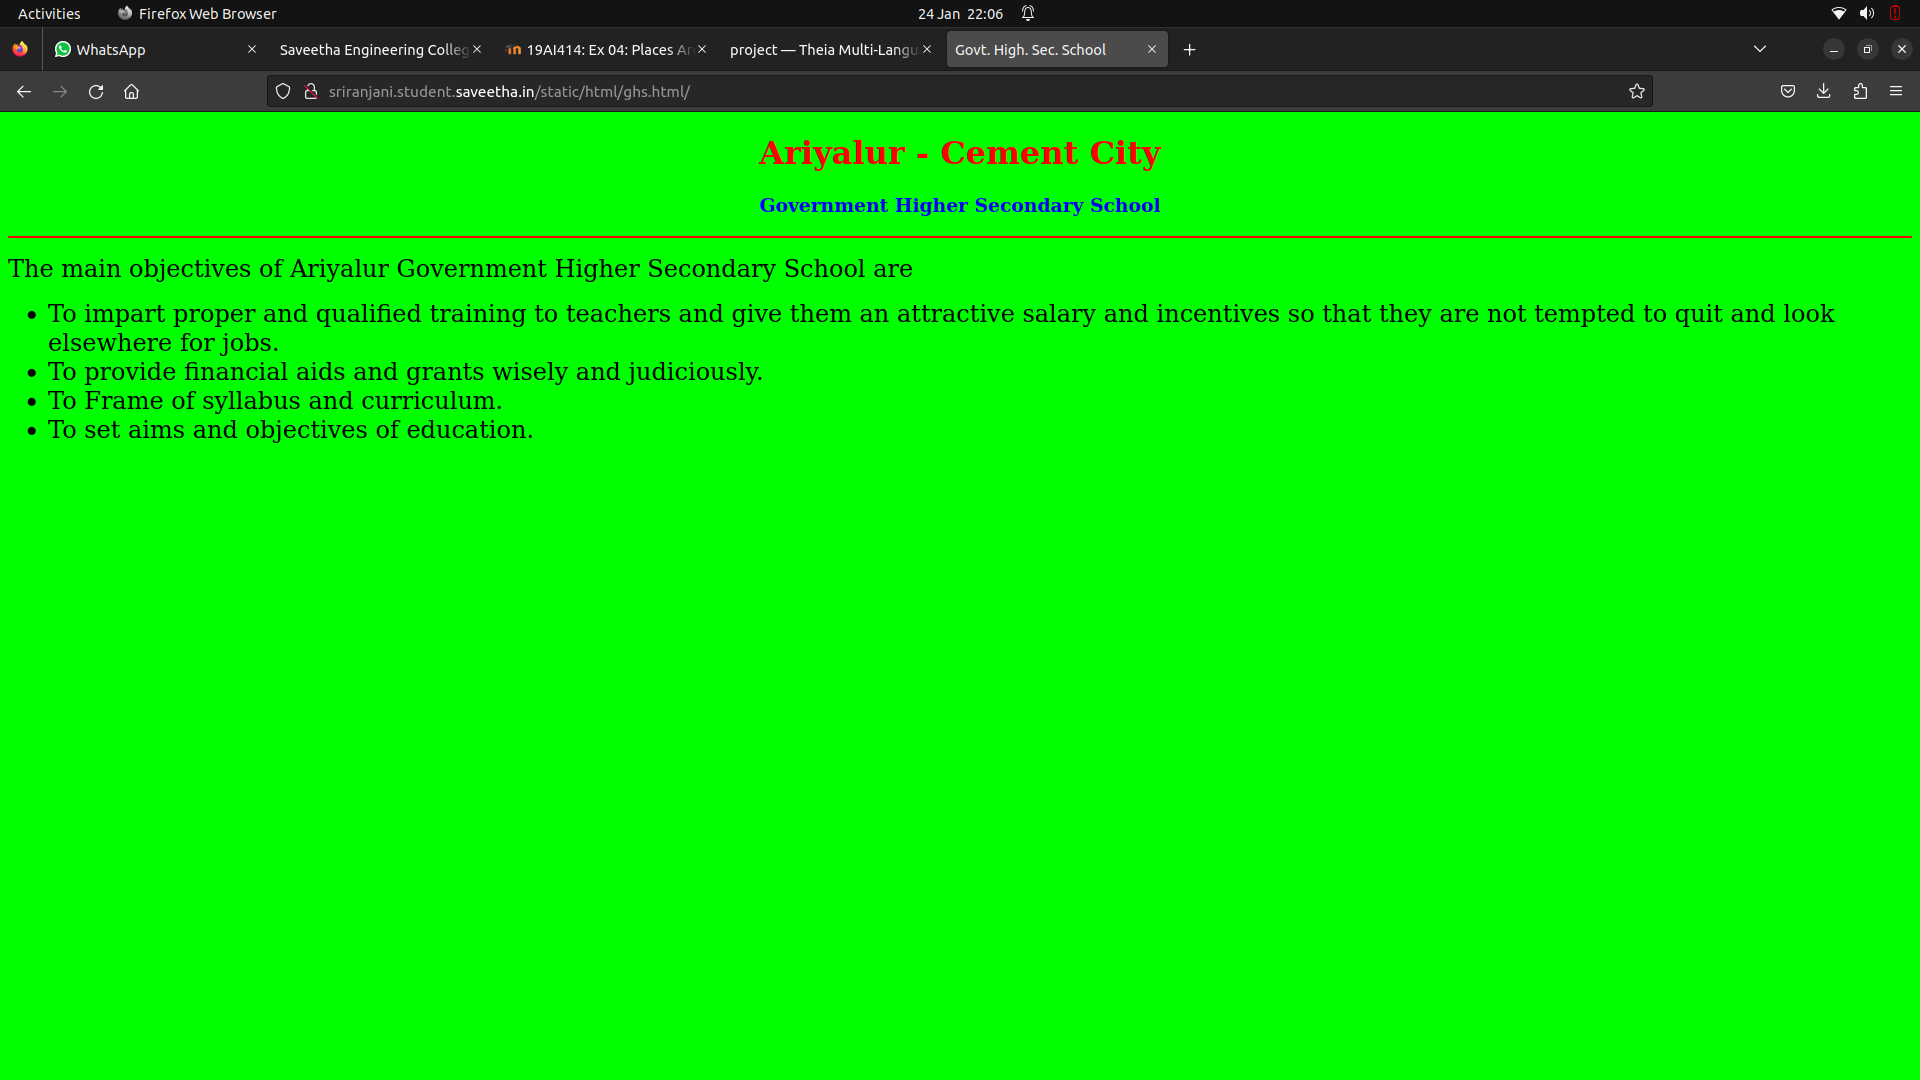 Activities Firefox Web Browser 24 Jan 22:06
WhatsApp Saveetha Engineering Colleg 19AI414: Ex 04: Places Ar project — Theia Multi-Langu Govt. High. Sec. School
sriranjani.student.saveetha.in/static/html/ghs.html/
Ariyalur - Cement City
Government Higher Secondary School
The main objectives of Ariyalur Government Higher Secondary School are
• To impart proper and qualified training to teachers and give them an attractive salary and incentives so that they are not tempted to quit and look
elsewhere for jobs.
• To provide financial aids and grants wisely and judiciously.
• To Frame of syllabus and curriculum.
• To set aims and objectives of education.